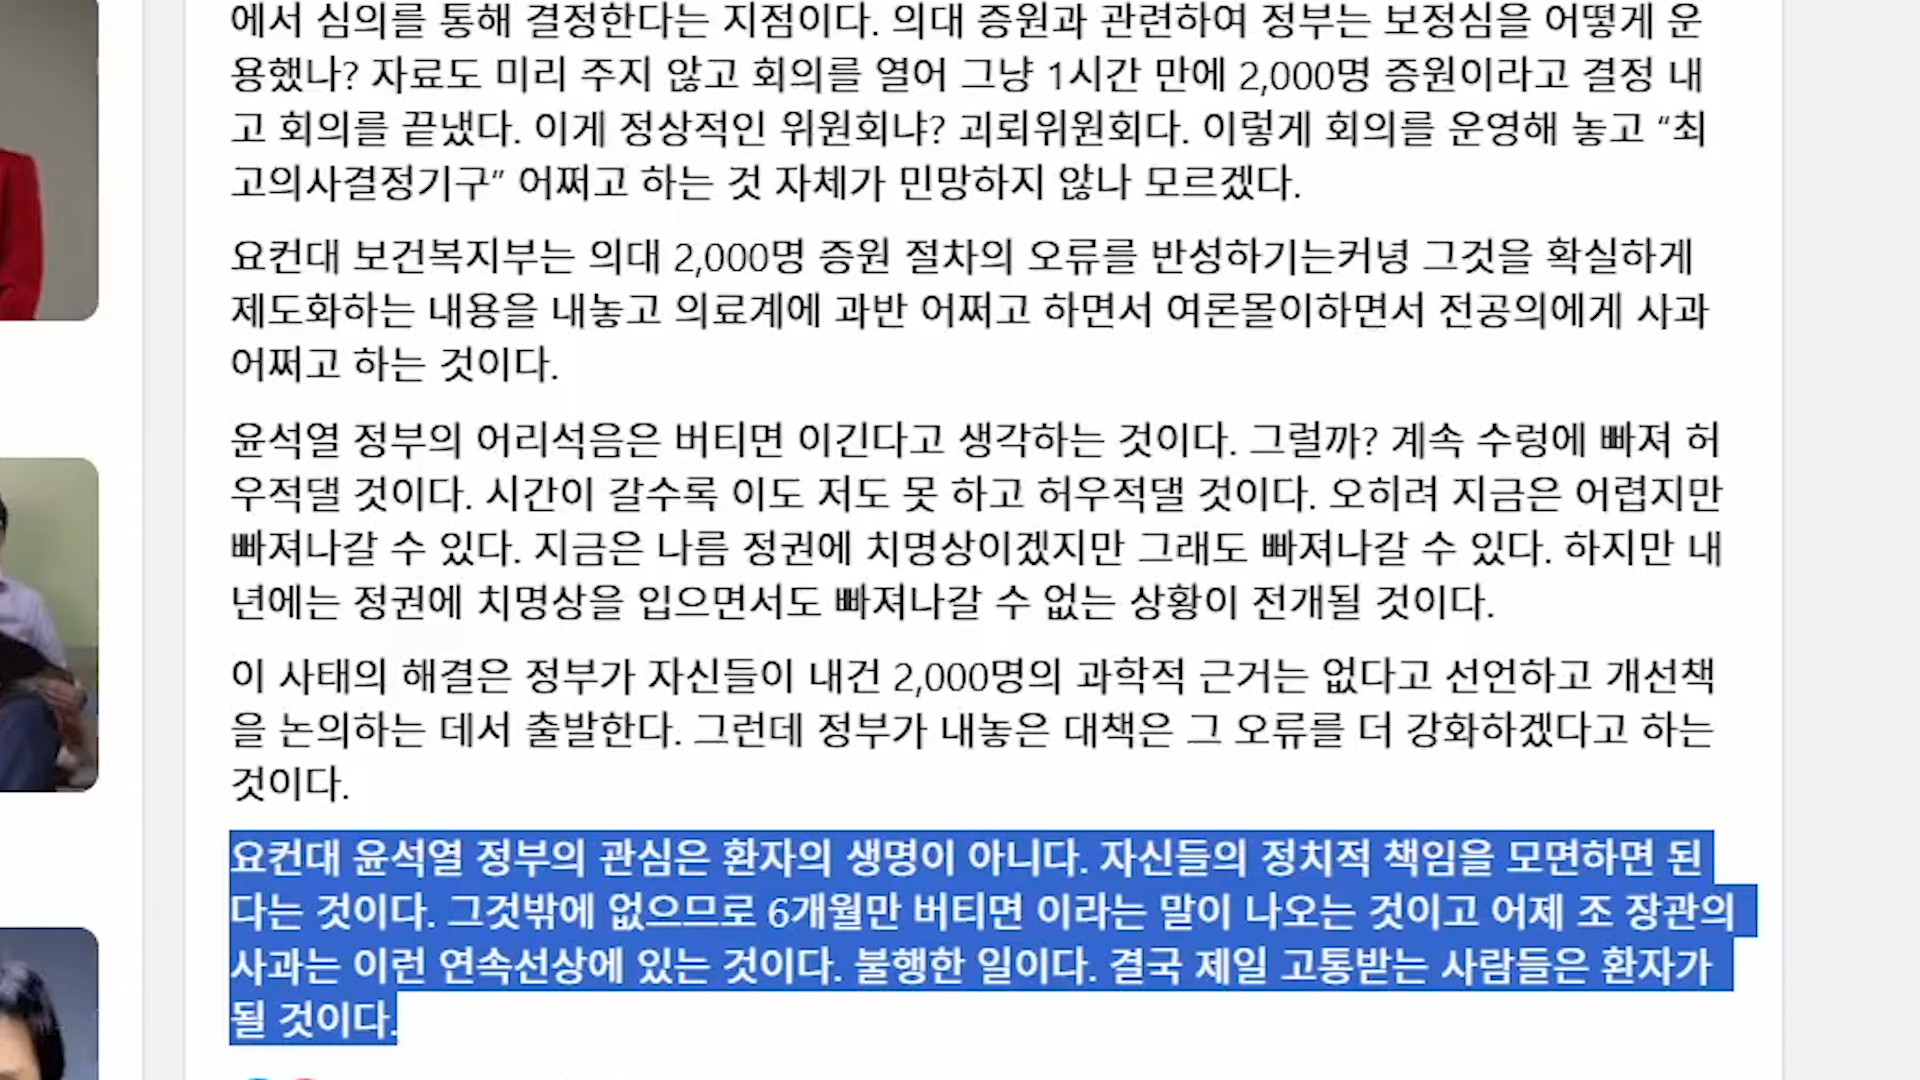 에서 심의를 통해 결정한다는 지점이다. 의대 증원과 관련하여 정부는 보정심을 어떻게 운
용했나? 자료도 미리 주지 않고 회의를 열어 그냥 1시간 만에 2,000명 증원이라고 결정 내
고 회의를 끝냈다. 이게 정상적인 위원회냐? 괴뢰위원회다. 이렇게 회의를 운영해 놓고 “최
고의사결정기구” 어쩌고 하는 것 자체가 민망하지 않나 모르겠다.
요컨대 보건복지부는 의대 2,000명 증원 절차의 오류를 반성하기는커녕 그것을 확실하게
제도화하는 내용을 내놓고 의료계에 과반 어쩌고 하면서 여론몰이하면서 전공의에게 사과
어쩌고 하는 것이다.
윤석열 정부의 어리석음은 버티면 이긴다고 생각하는 것이다. 그럴까? 계속 수렁에 빠져 허
우적댈 것이다. 시간이 갈수록 이도 저도 못 하고 허우적댈 것이다. 오히려 지금은 어렵지만
빠져나갈 수 있다. 지금은 나름 정권에 치명상이겠지만 그래도 빠져나갈 수 있다. 하지만 내
년에는 정권에 치명상을 입으면서도 빠져나갈 수 없는 상황이 전개될 것이다.
이 사태의 해결은 정부가 자신들이 내건 2,000명의 과학적 근거는 없다고 선언하고 개선책
을 논의하는 데서 출발한다. 그런데 정부가 내놓은 대책은 그 오류를 더 강화하겠다고 하는
것이다.
요컨대 윤석열 정부의 관심은 환자의 생명이 아니다. 자신들의 정치적 책임을 모면하면 된
다는 것이다. 그것밖에 없으므로 6개월만 버티면 이라는 말이 나오는 것이고 어제 조 장관의
사과는 이런 연속선상에 있는 것이다. 불행한 일이다. 결국 제일 고통받는 사람들은 환자가
될 것이다.